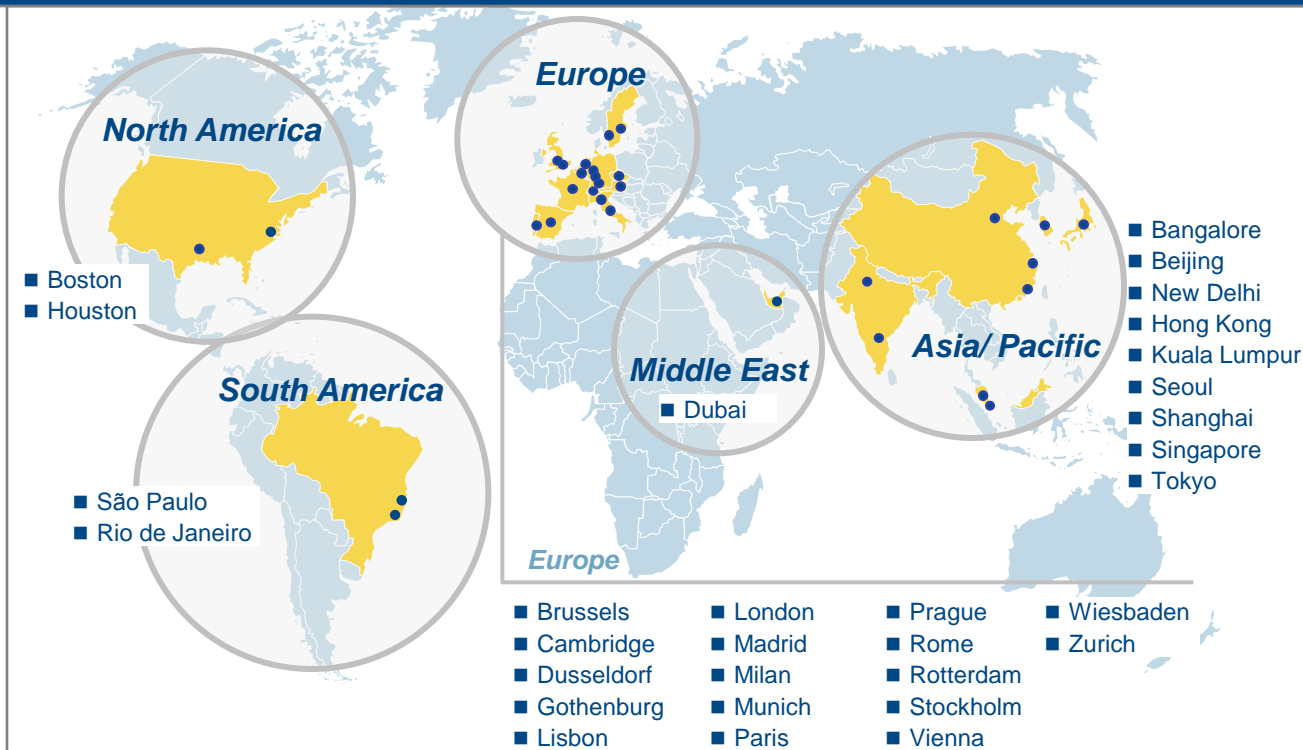 Europe
North America
■ Boston
■ Houston
South America
■ São Paulo
■ Rio de Janeiro
Middle East
■ Dubai
Asia/ Pacific
■ Bangalore
■ Beijing
■ New Delhi
■ Hong Kong
■ Kuala Lumpur
■ Seoul
■ Shanghai
■ Singapore
■ Tokyo
Europe
■ Brussels
■ Cambridge
■ Dusseldorf
■ Gothenburg
■ Lisbon
■ London
■ Madrid
■ Milan
■ Munich
■ Paris
■ Prague
■ Rome
■ Rotterdam
■ Stockholm
■ Vienna
■ Wiesbaden
■ Zurich